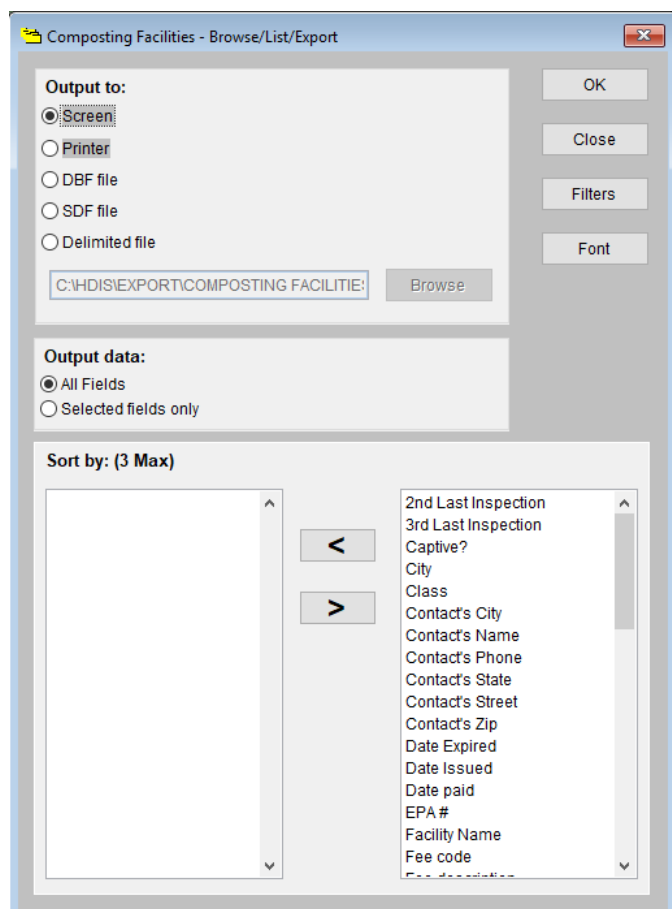 Composting Facilities - Browse/List/Export
Output to:
Screen
Printer
DBF file
SDF file
Delimited file
C:\HDIS\EXPORT\COMPOSTING FACILITIES
Browse
OK
Close
Filters
Font
Output data:
All Fields
Selected fields only
Sort by: (3 Max)
<
>
2nd Last Inspection
3rd Last Inspection
Captive?
City
Class
Contact's City
Contact's Name
Contact's Phone
Contact's State
Contact's Street
Contact's Zip
Date Expired
Date Issued
Date paid
EPA #
Facility Name
Fee code
Fee description